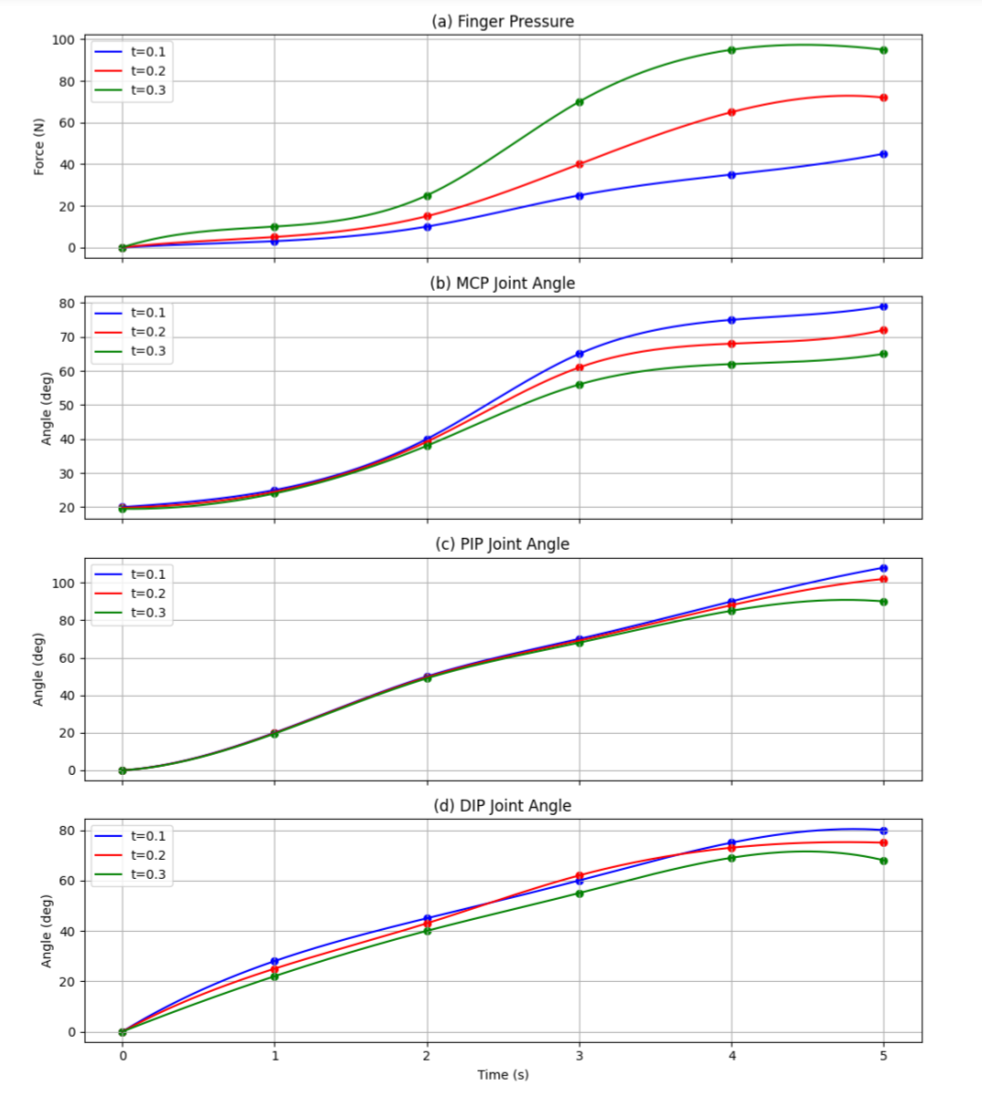 (a) Finger Pressure
100
80
60
40
20
0
Force (N)
t=0.1
t=0.2
t=0.3
(b) MCP Joint Angle
80
70
60
50
40
30
20
Angle (deg)
t=0.1
t=0.2
t=0.3
(c) PIP Joint Angle
100
80
60
40
20
0
Angle (deg)
t=0.1
t=0.2
t=0.3
(d) DIP Joint Angle
80
60
40
20
0
Angle (deg)
t=0.1
t=0.2
t=0.3
0 1 2 3 4 5
Time (s)